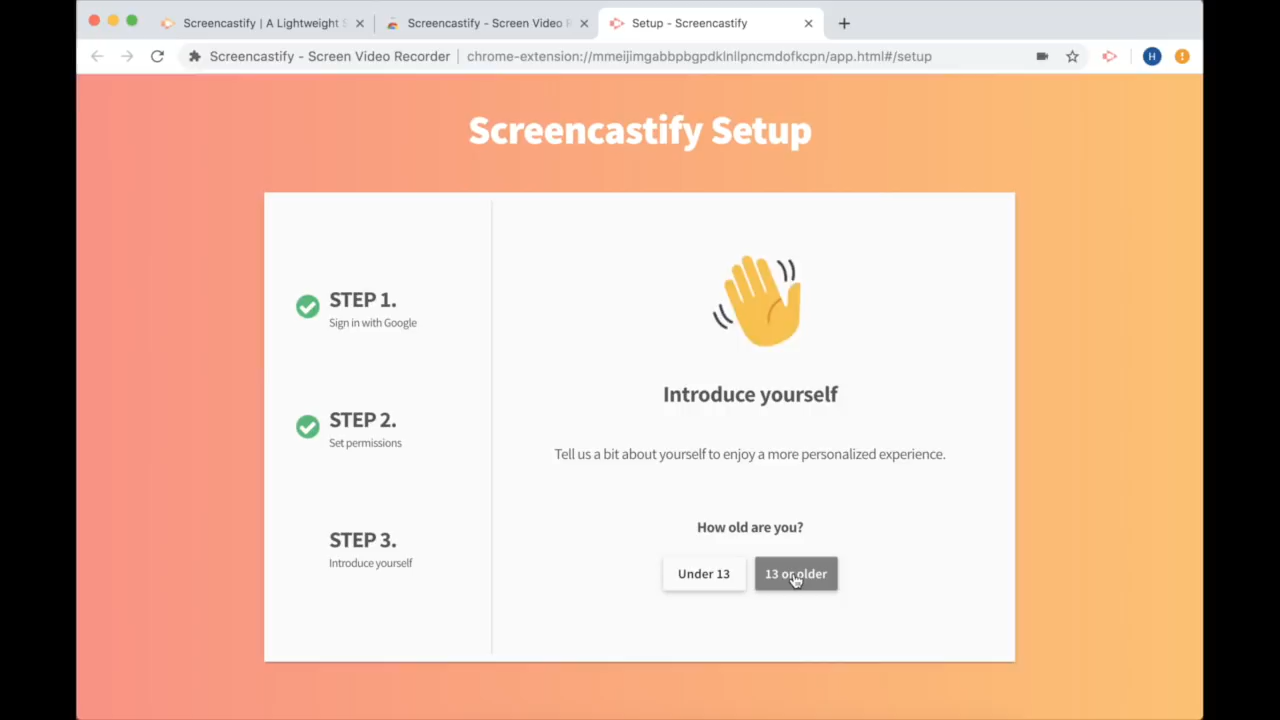 Screencastify | A Lightweight S
Screencastify - Screen Video R
Setup - Screencastify
Screencastify - Screen Video Recorder
chrome-extension://mmeijimgabbpbgpdklnllpncmdofkcpn/app.html#/setup
H
Screencastify Setup
STEP 1.
Sign in with Google
STEP 2.
Set permissions
STEP 3.
Introduce yourself
Introduce yourself
Tell us a bit about yourself to enjoy a more personalized experience.
How old are you?
Under 13
13 or older